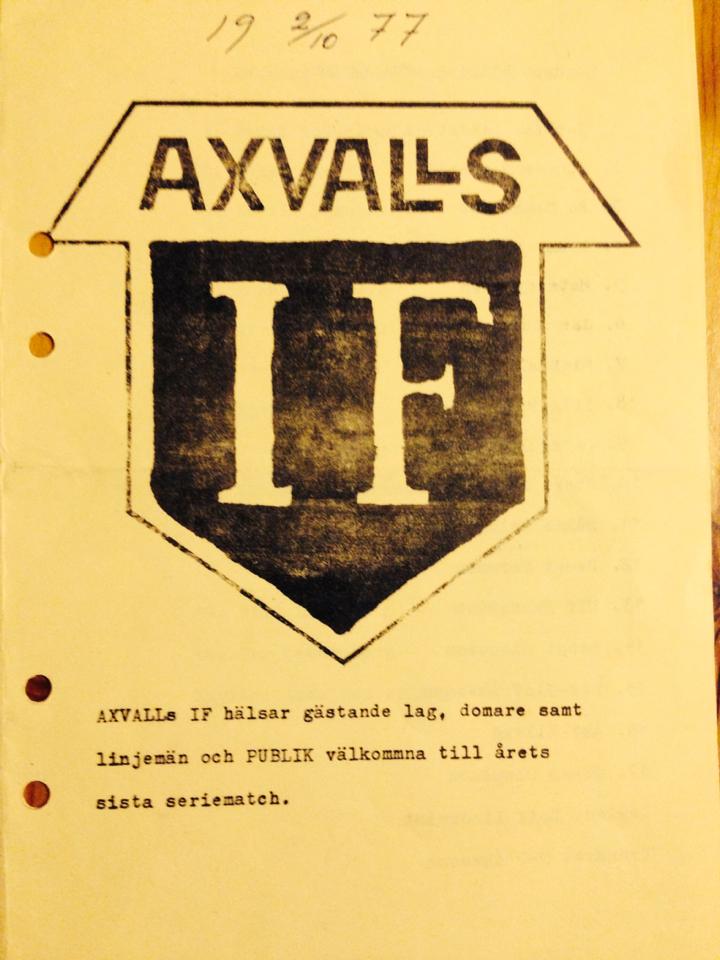 19 2/10 77
AXVALLS
IF
AXVALLs IF hälsar gästande lag, domare samt
linjemän och PUBLIK välkommna till årets
sista seriematch.